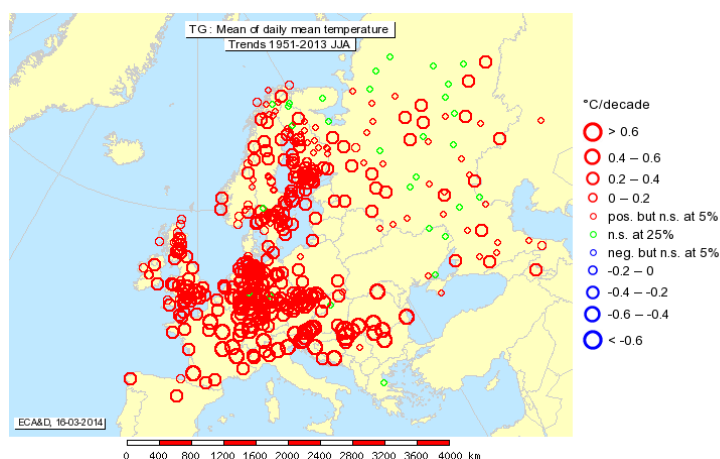 TG : Mean of daily mean temperature
Trends 1951-2013 JJA
°C/decade
> 0.6
0.4 – 0.6
0.2 – 0.4
0 – 0.2
pos. but n.s. at 5%
n.s. at 25%
neg. but n.s. at 5%
-0.2 – 0
-0.4 – -0.2
-0.6 – -0.4
< -0.6
ECA&D, 16-03-2014
0 400 800 1200 1600 2000 2400 2800 3200 3600 4000 km